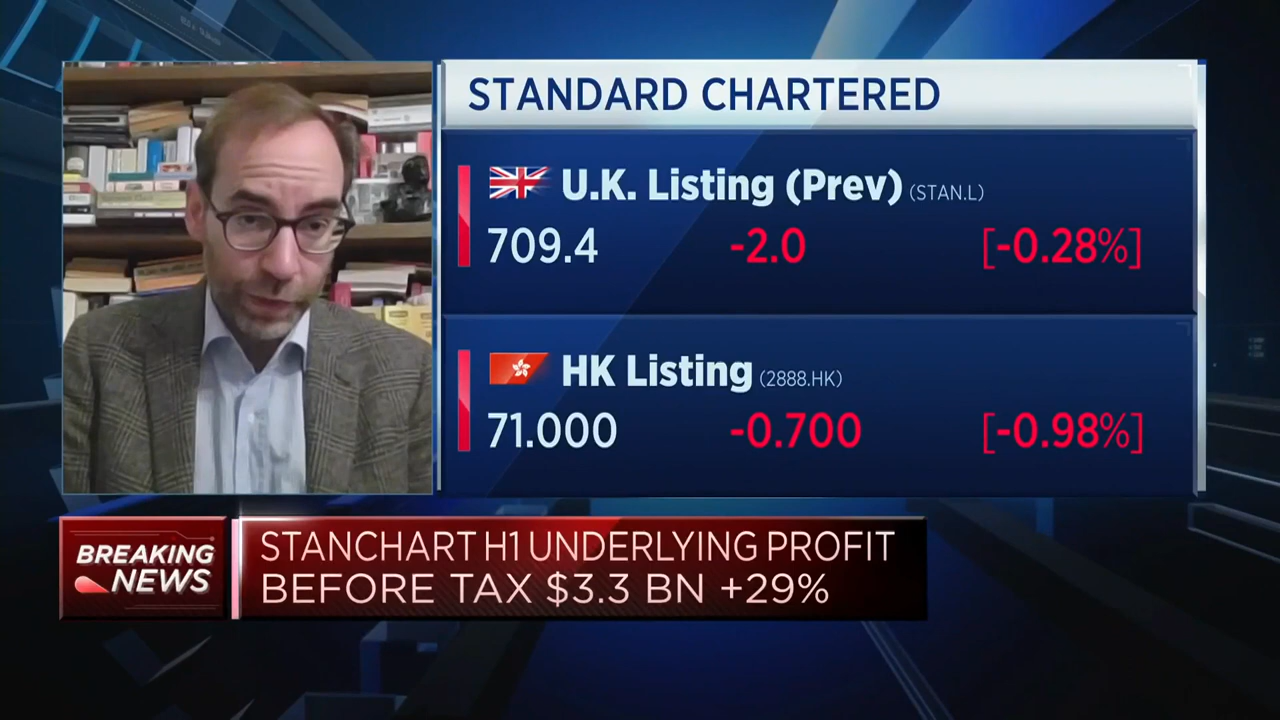 STANDARD CHARTERED
U.K. Listing (Prev) (STAN.L)
709.4 -2.0 [-0.28%]
HK Listing (2888.HK)
71.000 -0.700 [-0.98%]
BREAKING
NEWS
STANCHART H1 UNDERLYING PROFIT
BEFORE TAX $3.3 BN +29%